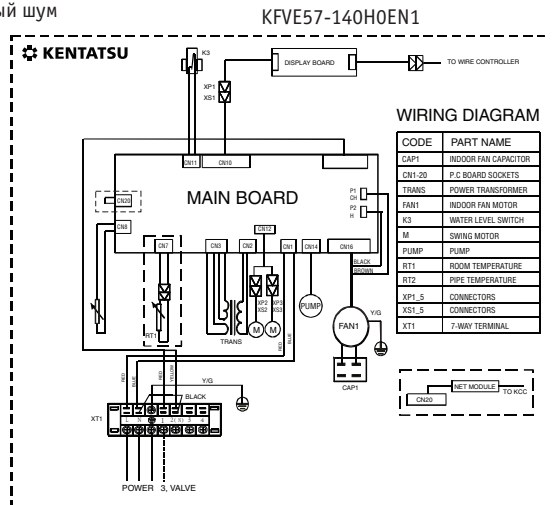 ый шум
KFVE57-140H0EN1
KENTATSU
K3
DISPLAY BOARD
TO WIRE CONTROLLER
XP1
XS1
WIRING DIAGRAM
CODE PART NAME
CAP1 INDOOR FAN CAPACITOR
CN1-20 P.C BOARD SOCKETS
TRANS POWER TRANSFORMER
FAN1 INDOOR FAN MOTOR
K3 WATER LEVEL SWITCH
M SWING MOTOR
PUMP PUMP
RT1 ROOM TEMPERATURE
RT2 PIPE TEMPERATURE
XP1_5 CONNECTORS
XS1_5 CONNECTORS
XT1 7-WAY TERMINAL
CN11 CN10
MAIN BOARD
P1
CH
P2
H
CN20
CN8
CN12
CN7 CN3 CN2 CN1 CN14 CN16
BLACK
BROWN
XP2 XP3
XS2 XS3
M M
PUMP
RT1
TRANS
FAN1
Y/G
CAP1
RED BLUE RED YELLOW RED BLUE
Y/G
BLACK
XT1
L N 1 2(N) 3 4
POWER 3, VALVE
NET MODULE
TO KCC
CN20